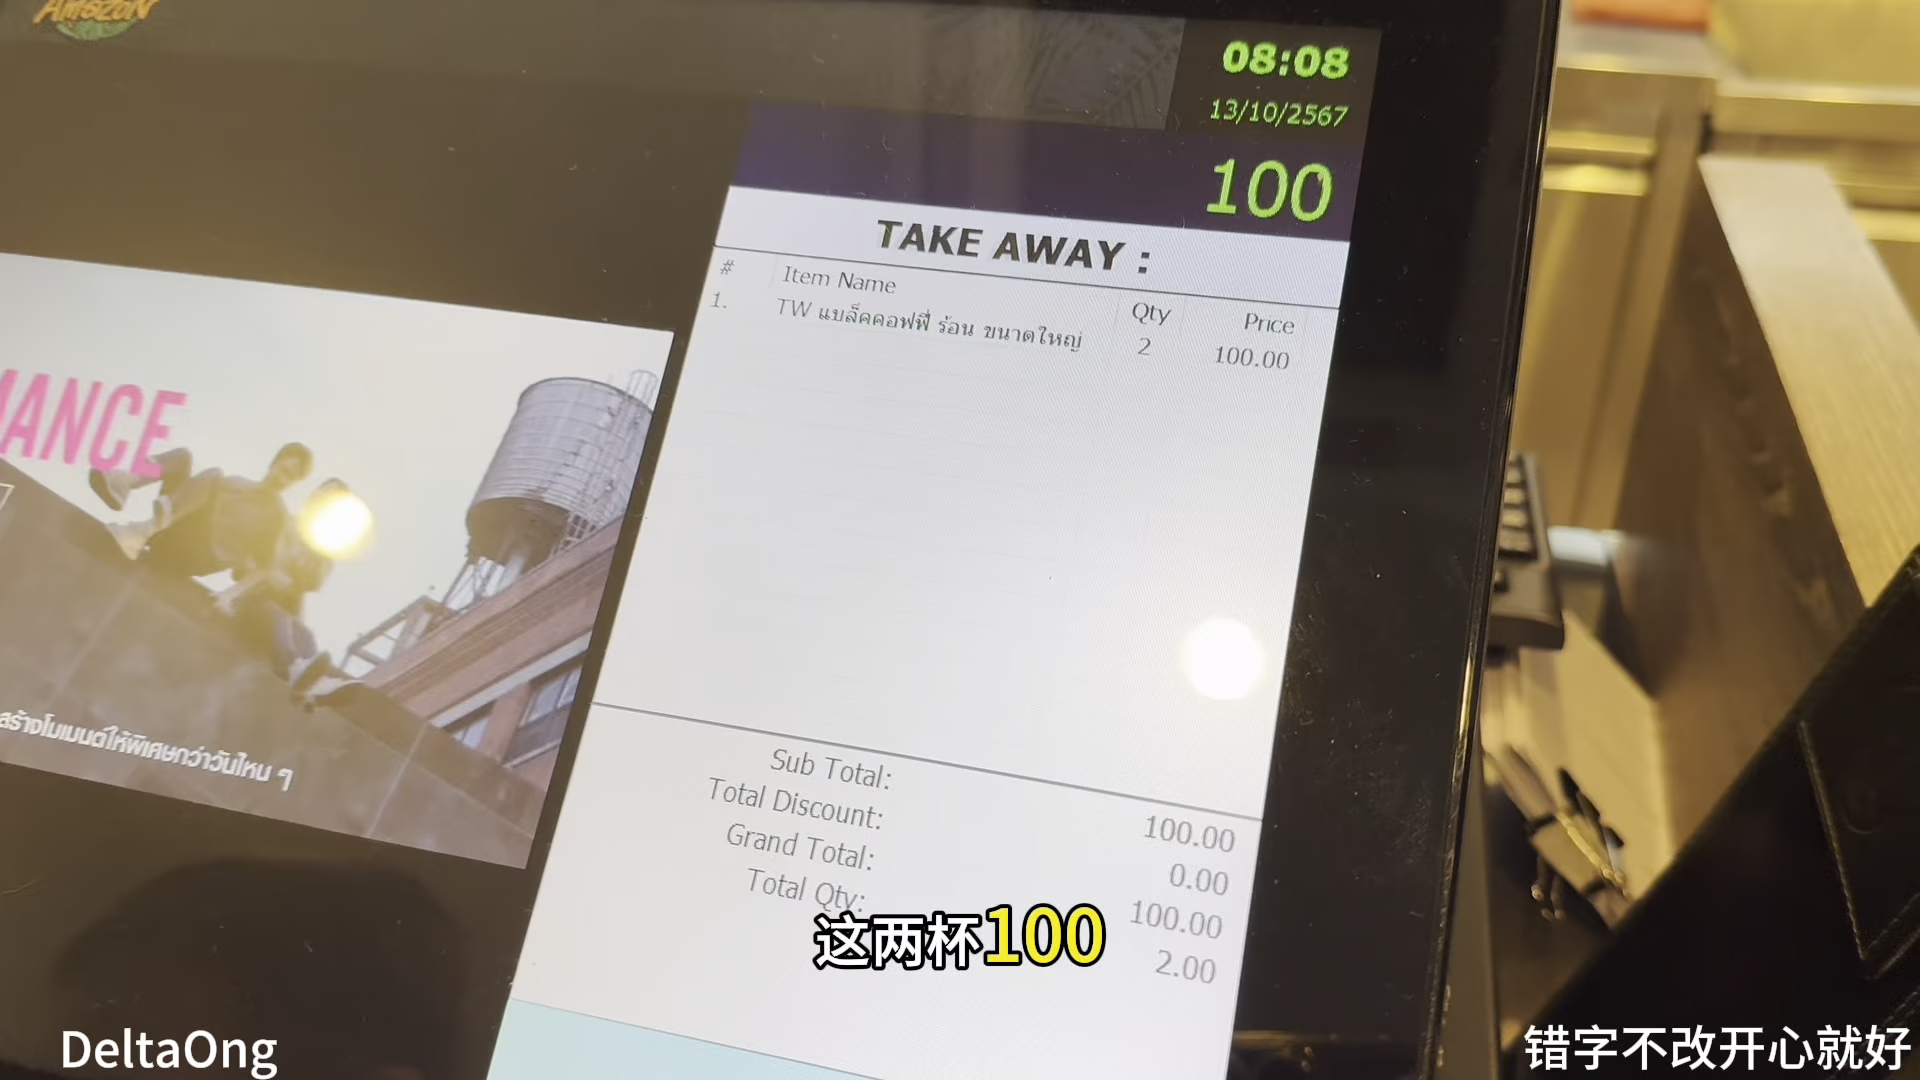 Amazon
08:08
13/10/2567
100
TAKE AWAY :
# Item Name Qty Price
1. TW แบล็คคอฟฟี่ ร้อน ขนาดใหญ่ 2 100.00
MANCE
สร้างโมเมนต์ให้พิเศษกว่าวันไหน ๆ
Sub Total: 100.00
Total Discount: 0.00
Grand Total: 100.00
Total Qty: 2.00
这两杯100
DeltaOng
错字不改开心就好